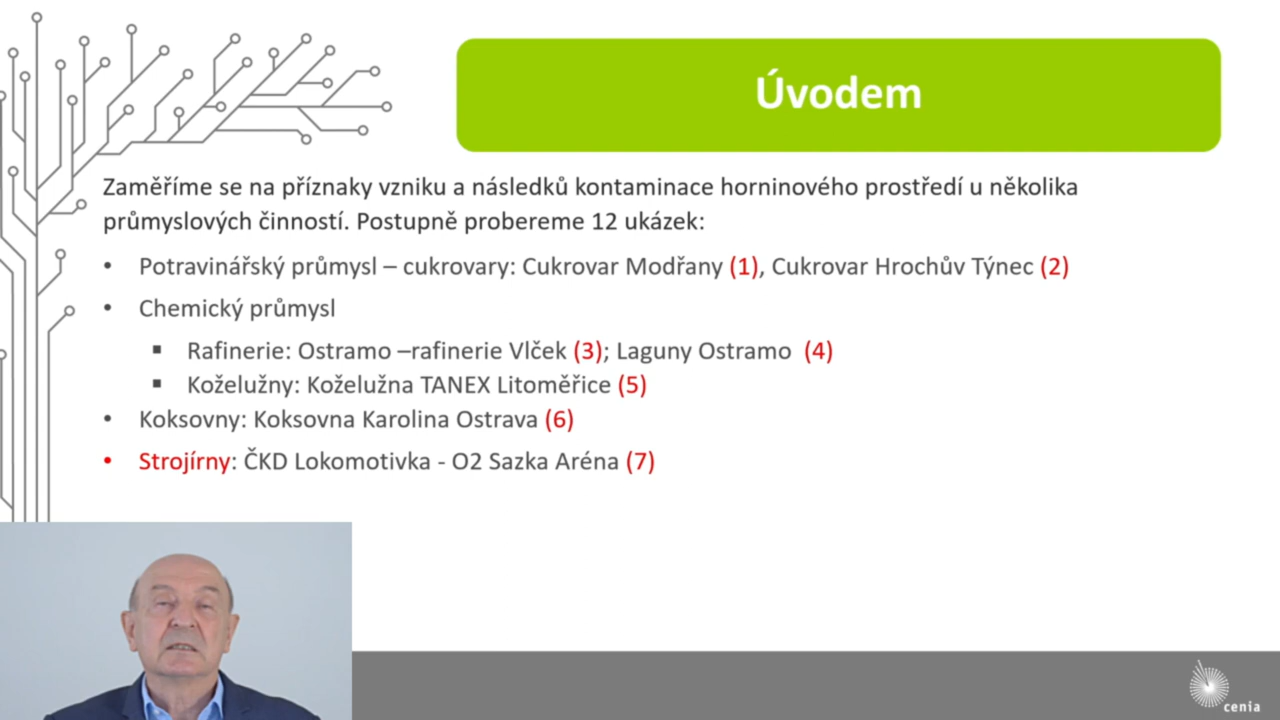 Úvodem
Zaměříme se na příznaky vzniku a následků kontaminace horninového prostředí u několika
průmyslových činností. Postupně probereme 12 ukázek:
• Potravinářský průmysl – cukrovary: Cukrovar Modřany (1), Cukrovar Hrochův Týnec (2)
• Chemický průmysl
▪ Rafinerie: Ostramo –rafinerie Vlček (3); Laguny Ostramo (4)
▪ Koželužny: Koželužna TANEX Litoměřice (5)
• Koksovny: Koksovna Karolina Ostrava (6)
• Strojírny: ČKD Lokomotivka - O2 Sazka Aréna (7)
cenia